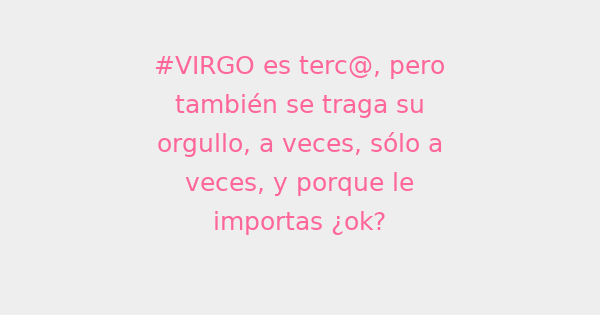 #VIRGO es terc@, pero
también se traga su
orgullo, a veces, sólo a
veces, y porque le
importas ¿ok?